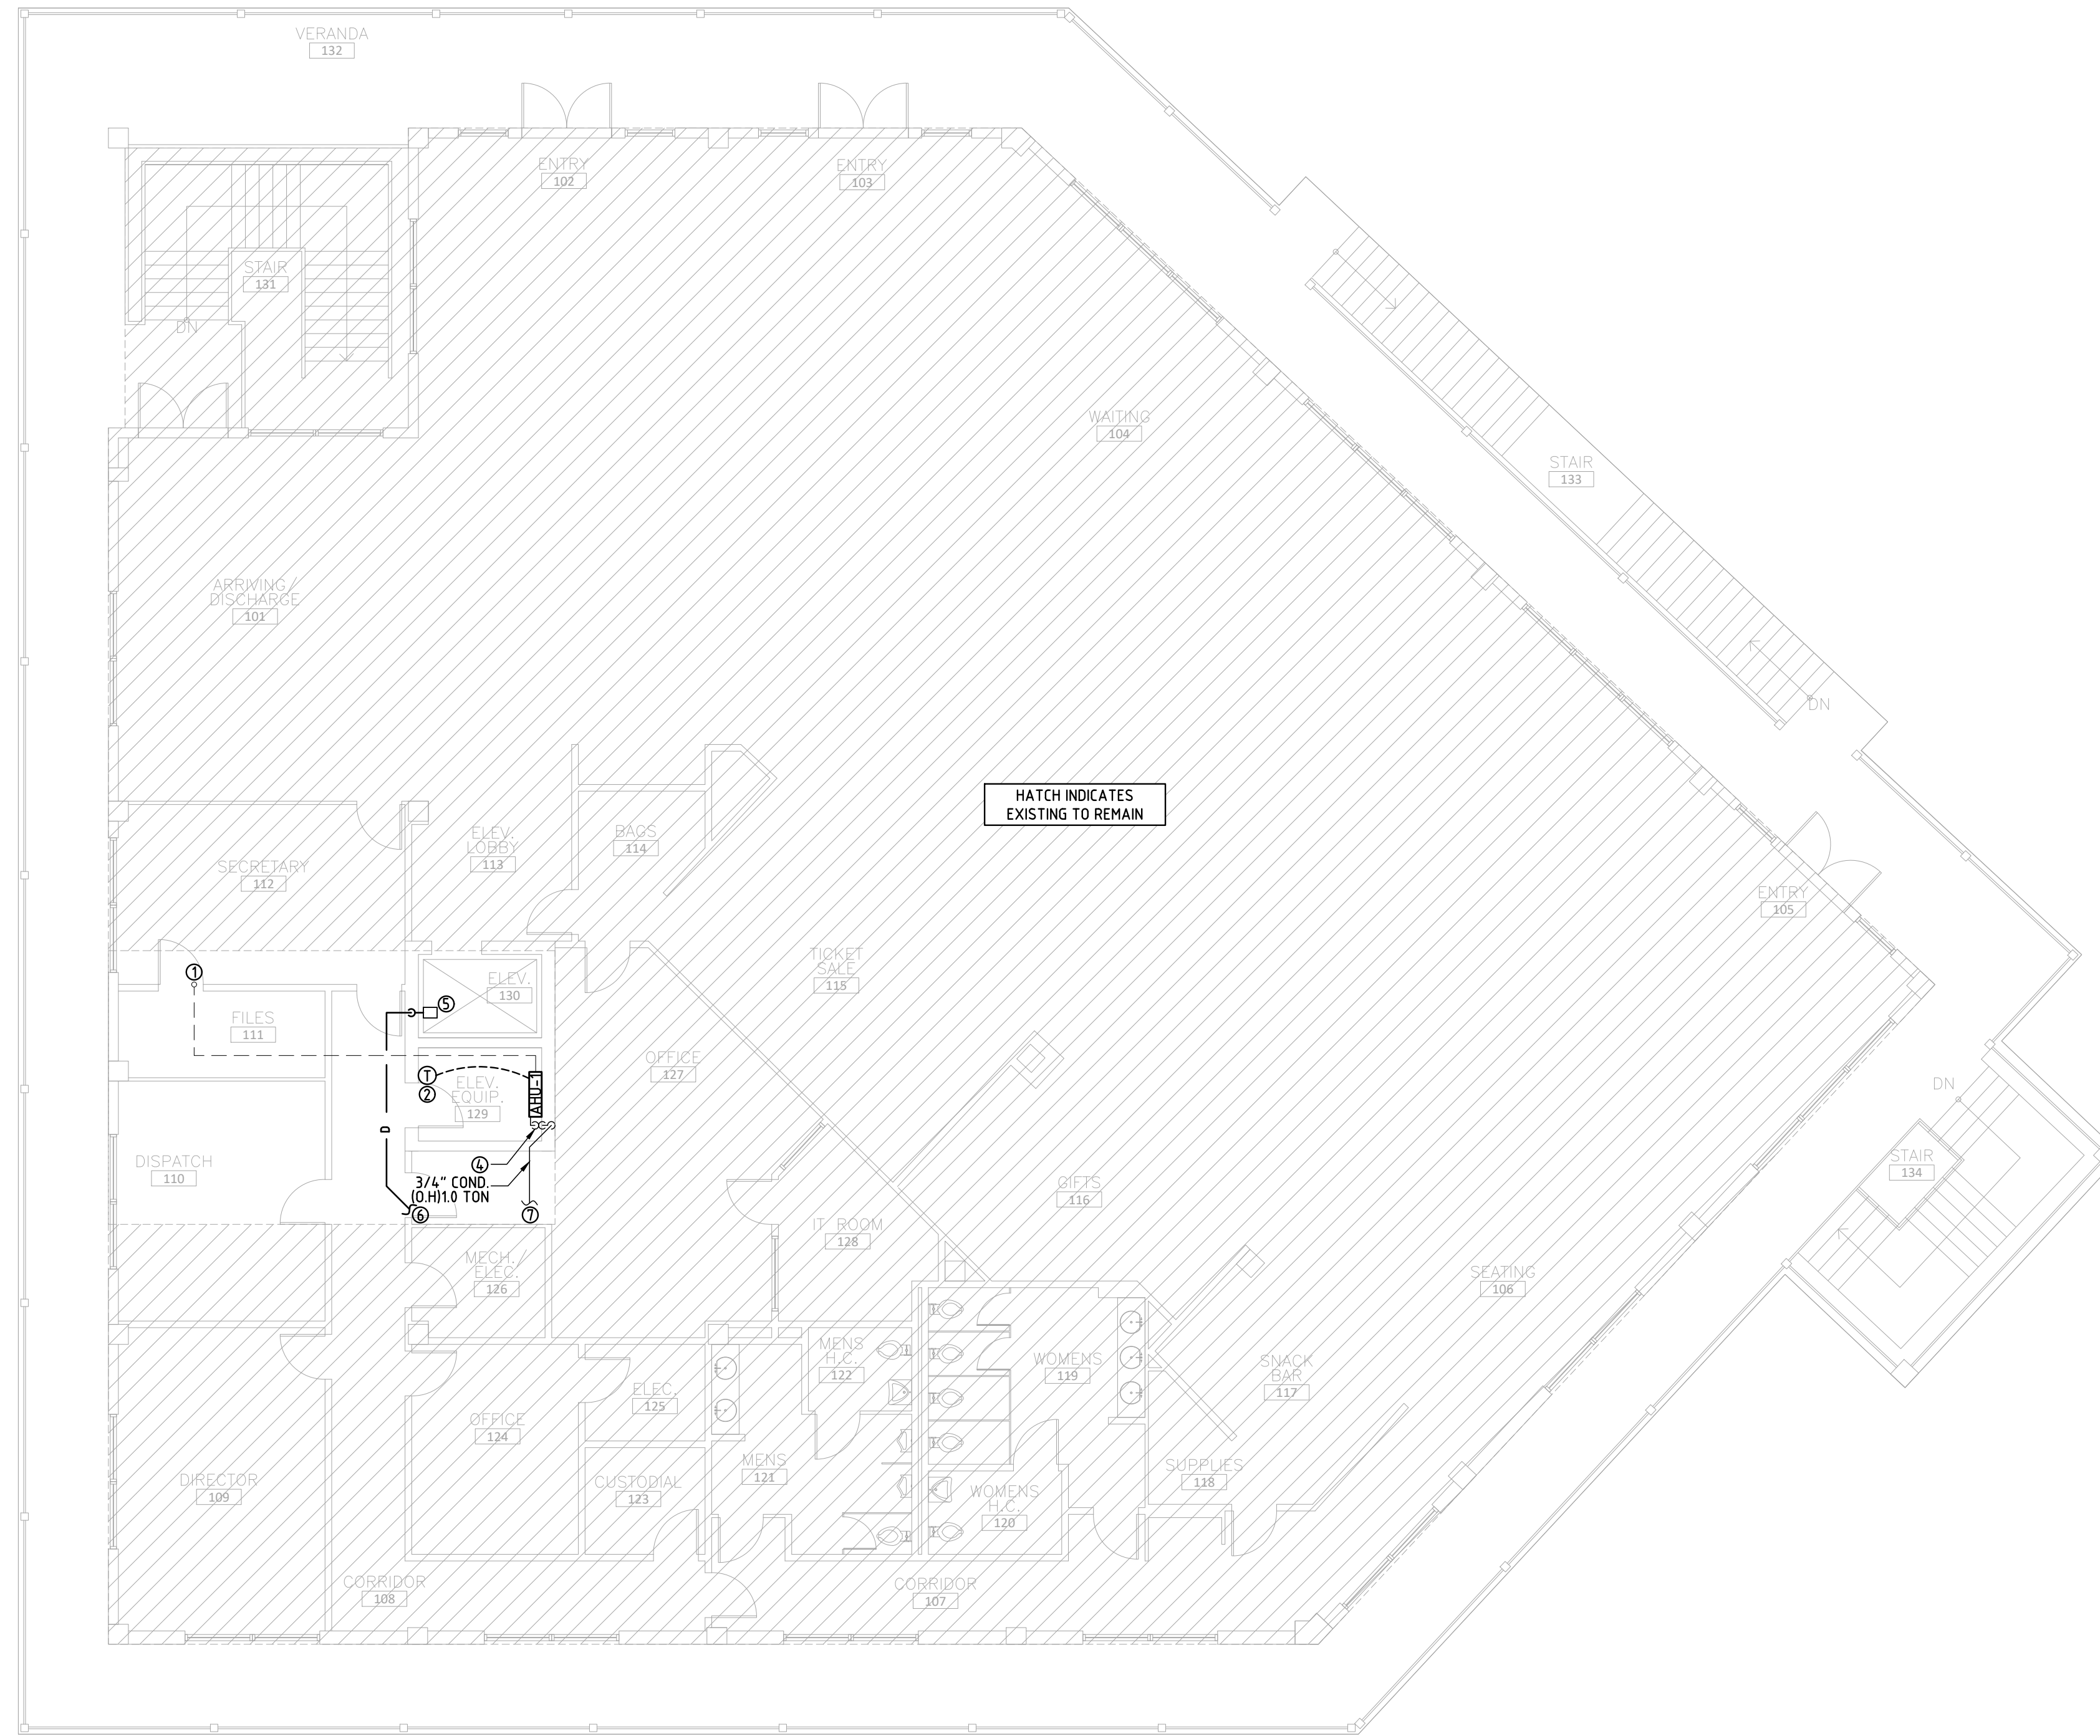 VERANDA
132
ENTRY
102
ENTRY
103
STAIR
131
DN
WAITING
104
STAIR
133
DN
ARRIVING/
DISCHARGE
101
HATCH INDICATES
EXISTING TO REMAIN
ELEV.
LOBBY
113
BAGS
114
SECRETARY
112
ENTRY
105
TICKET
SALE
115
1
ELEV.
130
5
FILES
111
OFFICE
127
T
2
ELEV.
EQUIP.
129
AHU-1
DN
D
DISPATCH
110
4
3/4" COND.
(O.H)1.0 TON
6
7
STAIR
134
GIFTS
116
IT ROOM
128
MECH./
ELEC.
126
SEATING
106
MENS
H.C.
122
WOMENS
119
SNACK
BAR
117
ELEC.
125
OFFICE
124
MENS
121
SUPPLIES
118
DIRECTOR
109
CUSTODIAL
123
WOMENS
H.C.
120
CORRIDOR
108
CORRIDOR
107